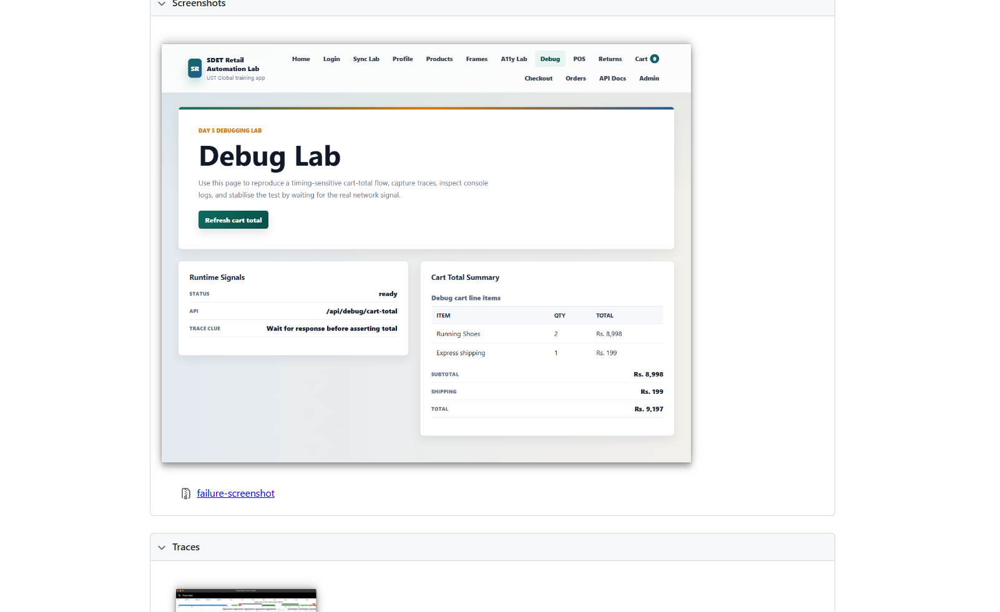 Screenshots
SR
SDET Retail
Automation Lab
UST Global training app
Home Login Sync Lab Profile Products Frames A11y Lab Debug POS Returns Cart 0
Checkout Orders API Docs Admin
DAY 5 DEBUGGING LAB
Debug Lab
Use this page to reproduce a timing-sensitive cart-total flow, capture traces, inspect console
logs, and stabilise the test by waiting for the real network signal.
Refresh cart total
Runtime Signals
STATUS ready
API /api/debug/cart-total
TRACE CLUE Wait for response before asserting total
Cart Total Summary
Debug cart line items
ITEM QTY TOTAL
Running Shoes 2 Rs. 8,998
Express shipping 1 Rs. 199
SUBTOTAL Rs. 8,998
SHIPPING Rs. 199
TOTAL Rs. 9,197
failure-screenshot
Traces
Playwright